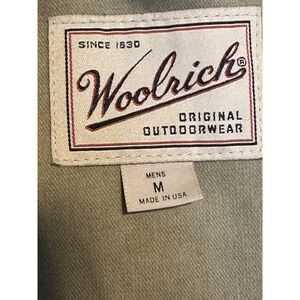 SINCE 1830
Woolrich®
ORIGINAL
OUTDOORWEAR
MENS
M
MADE IN USA